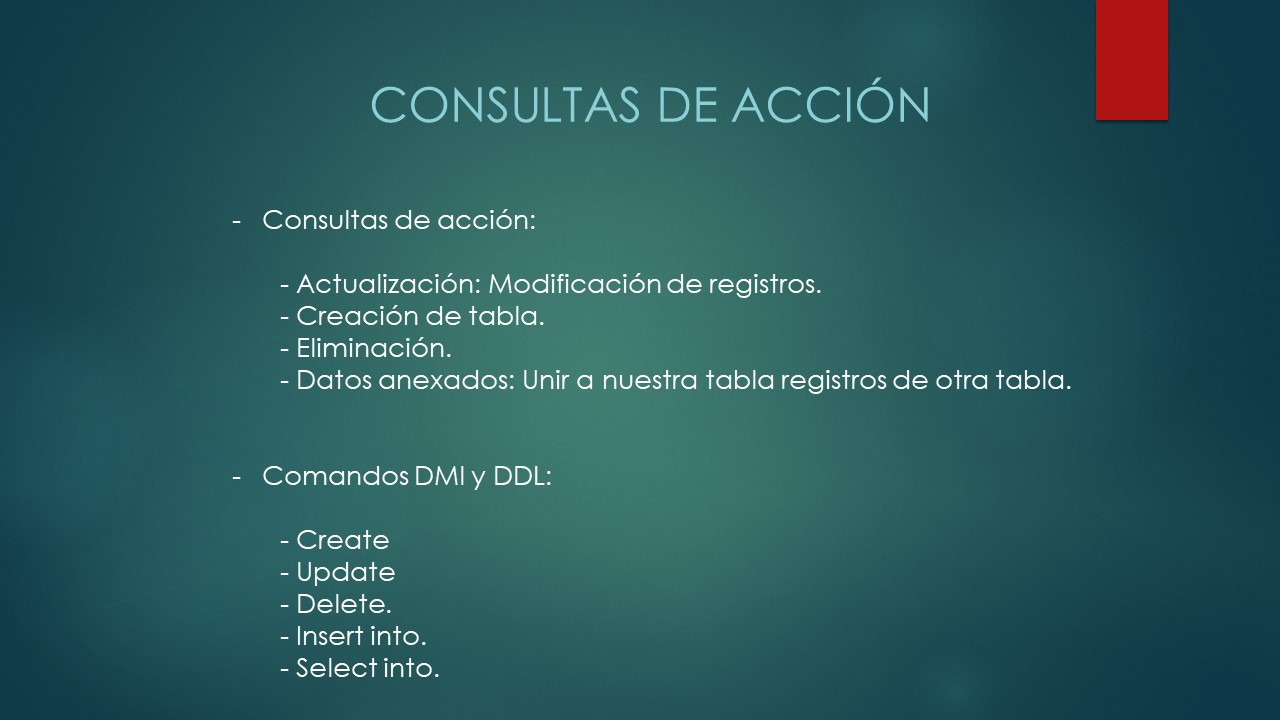 CONSULTAS DE ACCIÓN
- Consultas de acción:
- Actualización: Modificación de registros.
- Creación de tabla.
- Eliminación.
- Datos anexados: Unir a nuestra tabla registros de otra tabla.
- Comandos DMl y DDL:
- Create
- Update
- Delete.
- Insert into.
- Select into.